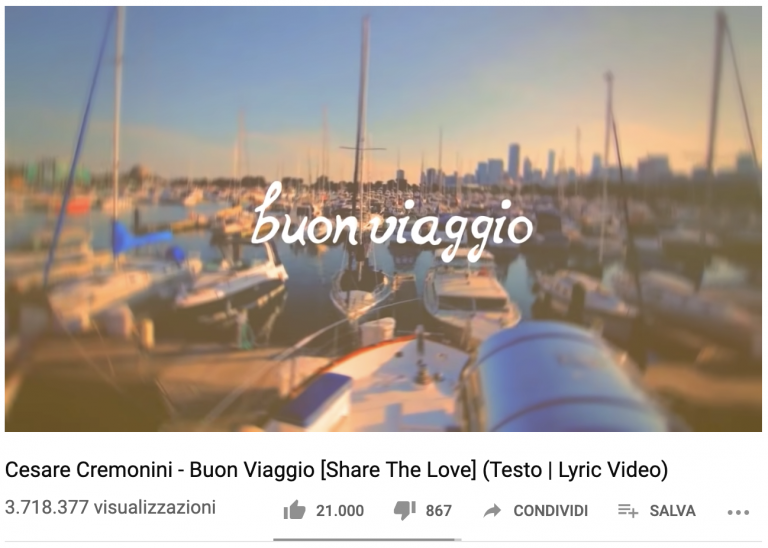 buon viaggio
Cesare Cremonini - Buon Viaggio [Share The Love] (Testo | Lyric Video)
3.718.377 visualizzazioni 21.000 867 CONDIVIDI SALVA